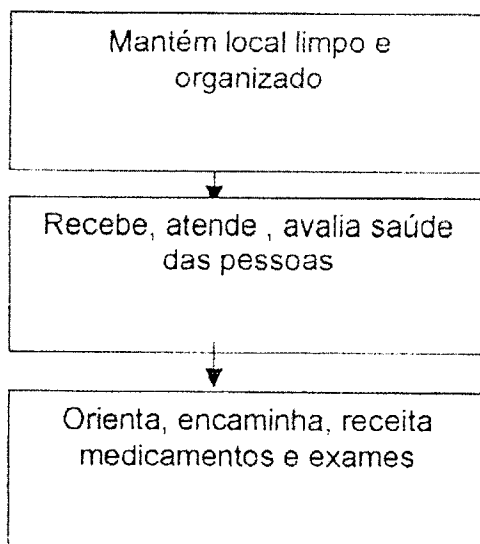 Mantém local limpo e
organizado
Recebe, atende , avalia saúde
das pessoas
Orienta, encaminha, receita
medicamentos e exames